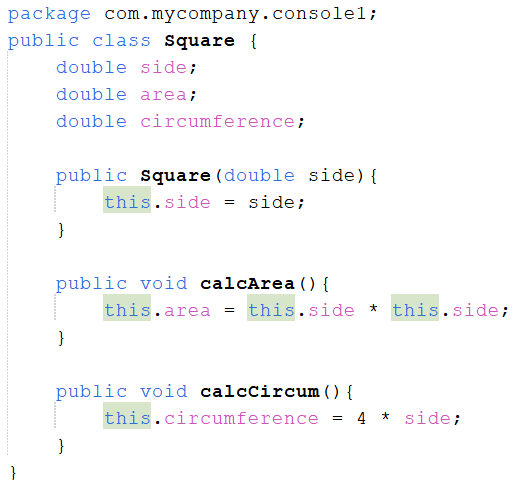 package com.mycompany.console1;
public class Square {
    double side;
    double area;
    double circumference;

    public Square(double side){
        this.side = side;
    }

    public void calcArea(){
        this.area = this.side * this.side;
    }

    public void calcCircum(){
        this.circumference = 4 * side;
    }
}